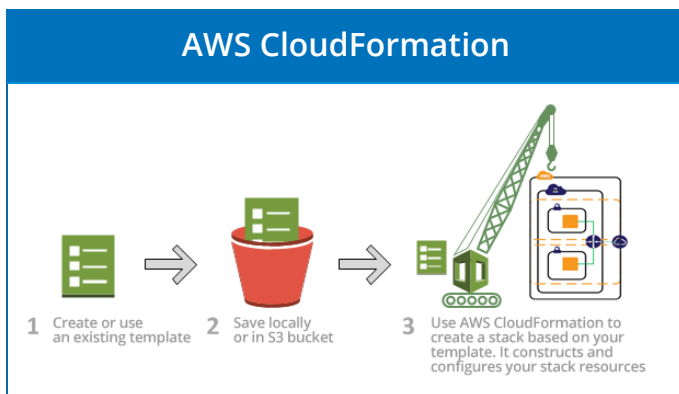 AWS CloudFormation
1 Create or use
an existing template
2 Save locally
or in S3 bucket
3 Use AWS CloudFormation to
create a stack based on your
template. It constructs and
configures your stack resources